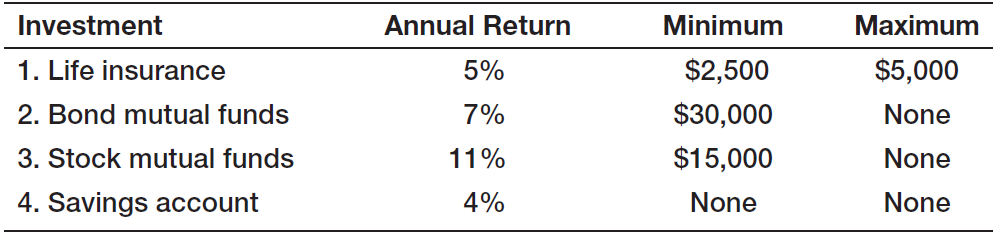 Investment Annual Return Minimum Maximum
1. Life insurance 5% $2,500 $5,000
2. Bond mutual funds 7% $30,000 None
3. Stock mutual funds 11% $15,000 None
4. Savings account 4% None None